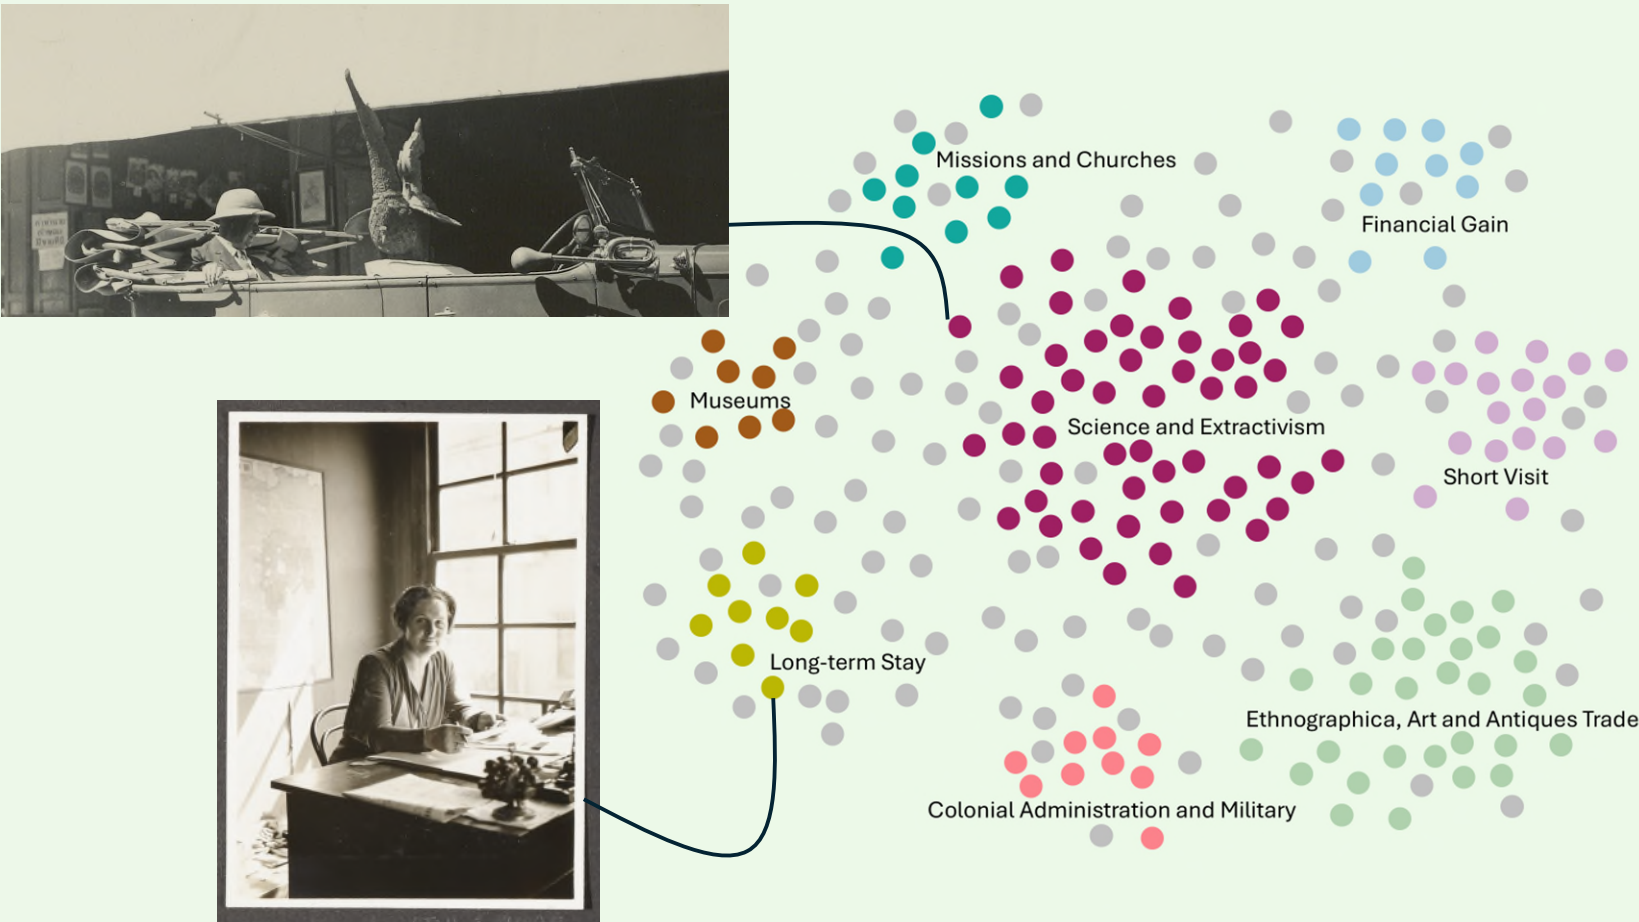 Missions and Churches
Financial Gain
Museums
Science and Extractivism
Short Visit
Long-term Stay
Ethnographica, Art and Antiques Trade
Colonial Administration and Military